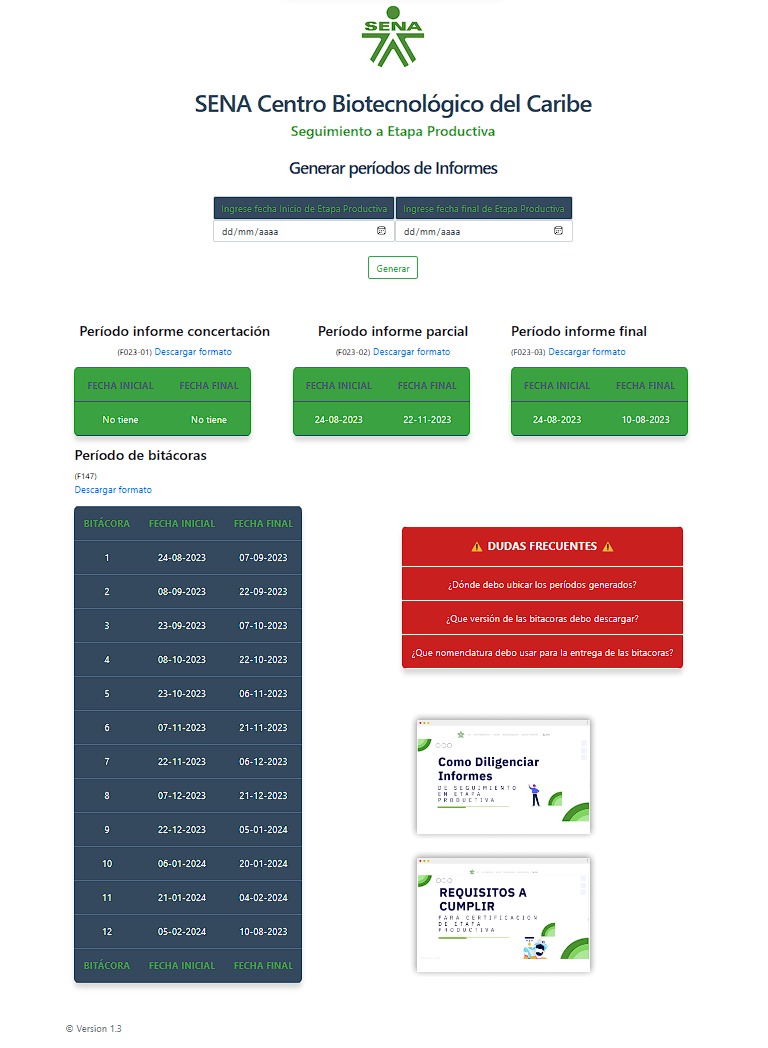 SENA
SENA Centro Biotecnológico del Caribe
Seguimiento a Etapa Productiva
Generar períodos de Informes
Ingrese fecha Inicio de Etapa Productiva Ingrese fecha final de Etapa Productiva
dd/mm/aaaa dd/mm/aaaa
Generar
Período informe concertación
(F023-01) Descargar formato
FECHA INICIAL FECHA FINAL
No tiene No tiene
Período informe parcial
(F023-02) Descargar formato
FECHA INICIAL FECHA FINAL
24-08-2023 22-11-2023
Período informe final
(F023-03) Descargar formato
FECHA INICIAL FECHA FINAL
24-08-2023 10-08-2023
Período de bitácoras
(F147)
Descargar formato
BITÁCORA FECHA INICIAL FECHA FINAL
1 24-08-2023 07-09-2023
2 08-09-2023 22-09-2023
3 23-09-2023 07-10-2023
4 08-10-2023 22-10-2023
5 23-10-2023 06-11-2023
6 07-11-2023 21-11-2023
7 22-11-2023 06-12-2023
8 07-12-2023 21-12-2023
9 22-12-2023 05-01-2024
10 06-01-2024 20-01-2024
11 21-01-2024 04-02-2024
12 05-02-2024 10-08-2023
BITÁCORA FECHA INICIAL FECHA FINAL
⚠️ DUDAS FRECUENTES ⚠️
¿Dónde debo ubicar los períodos generados?
¿Que versión de las bitacoras debo descargar?
¿Que nomenclatura debo usar para la entrega de las bitacoras?
Como Diligenciar
Informes
DE SEGUIMIENTO
EN ETAPA
PRODUCTIVA
REQUISITOS A
CUMPLIR
PARA CERTIFICACION
DE ETAPA
PRODUCTIVA
© Version 1.3